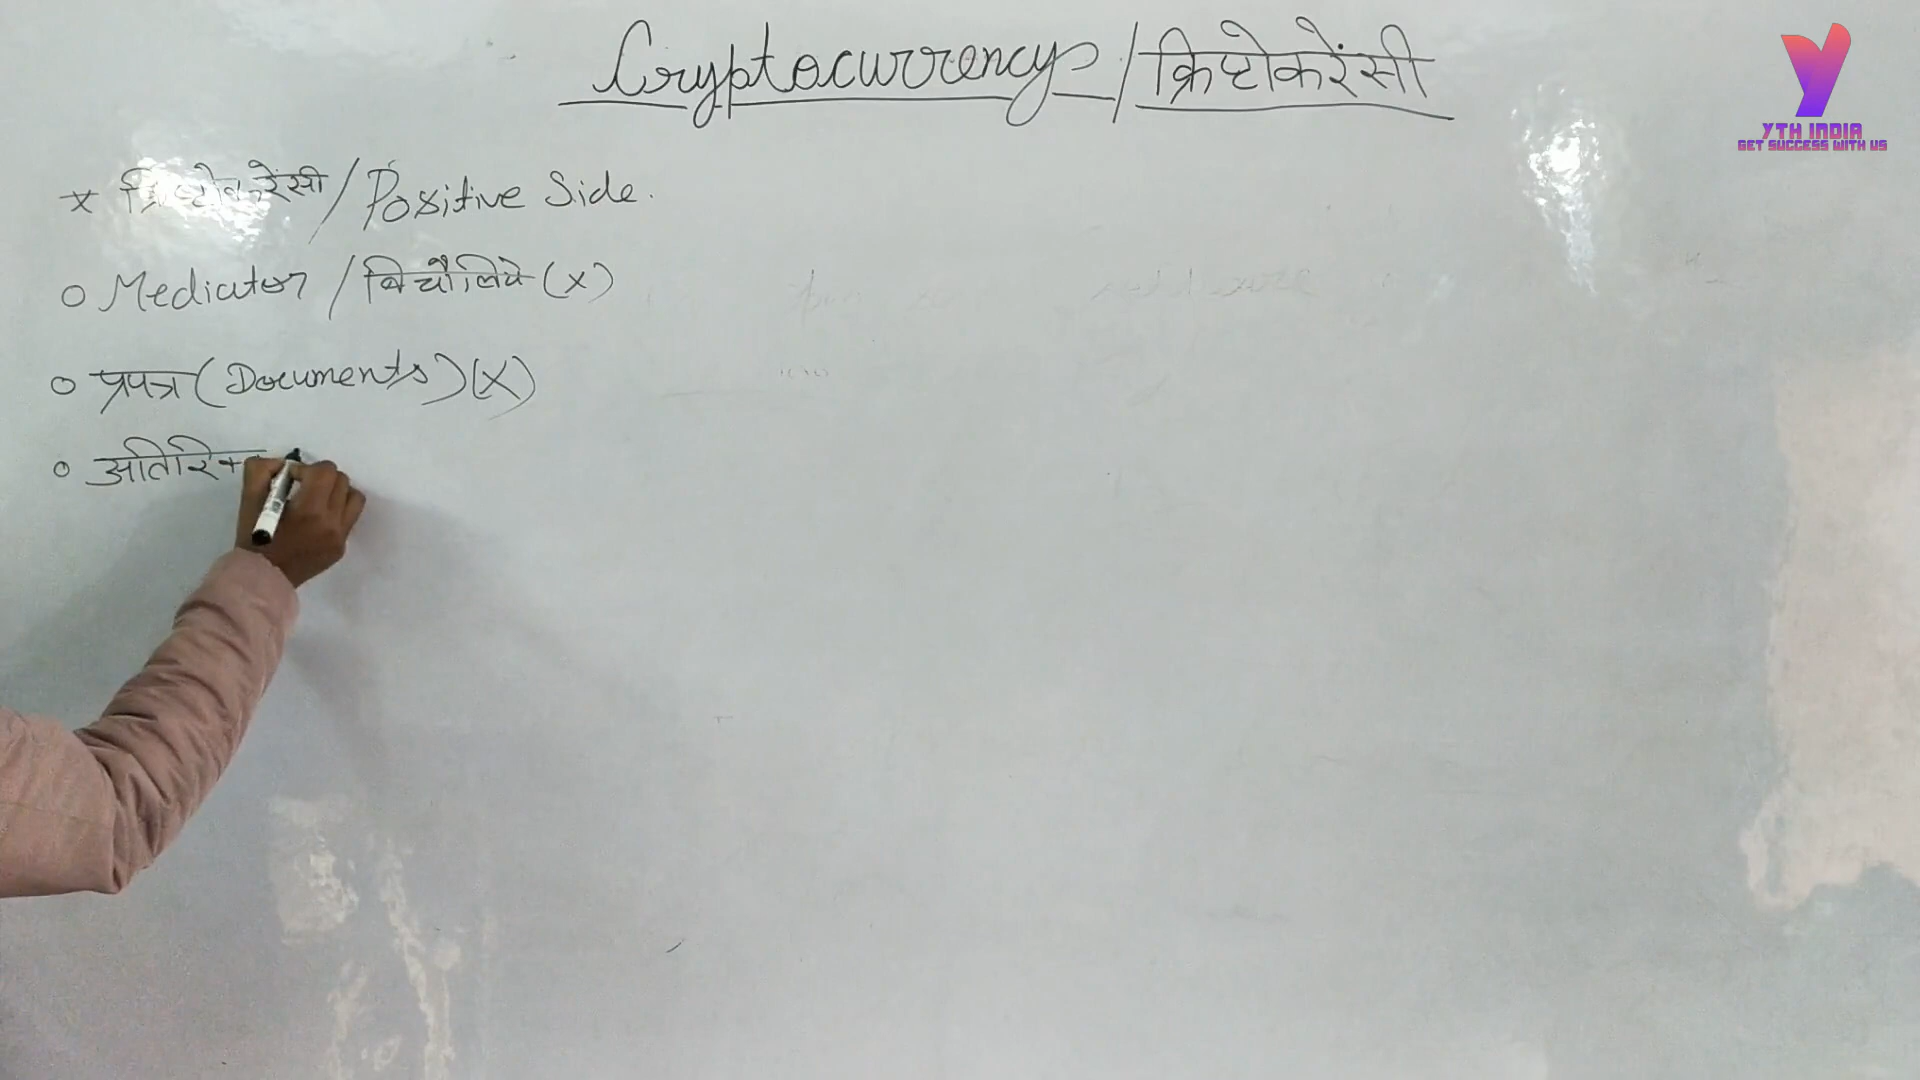 Cryptocurrency / क्रिप्टोकरेंसी
YTH INDIA
GET SUCCESS WITH US
* क्रिप्टोकरेंसी / Positive Side.
○ Mediator / बिचौलिये (X)
○ प्रपत्र (Documents) (X)
○ अतिरिक्त